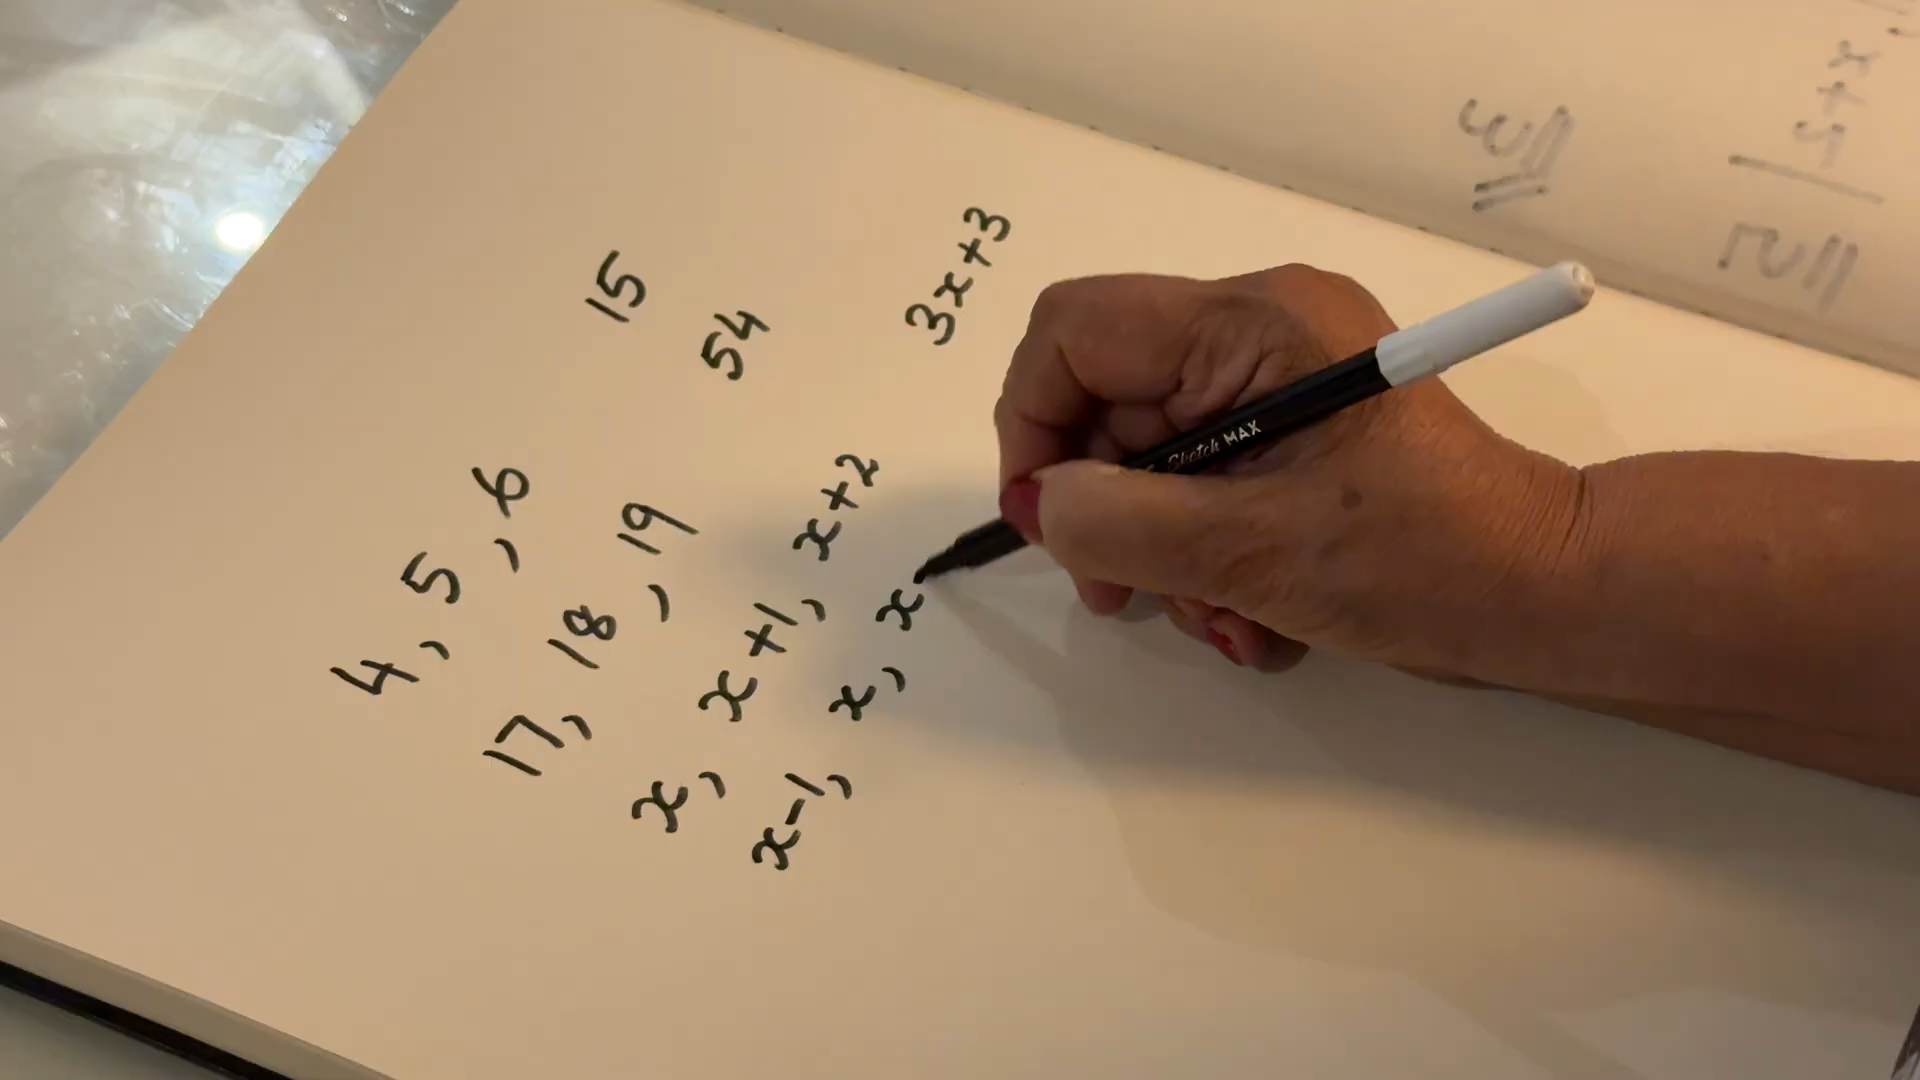 4, 5, 6 15
17, 18, 19 54
x, x+1, x+2 3x+3
x-1, x, x
Sketch MAX